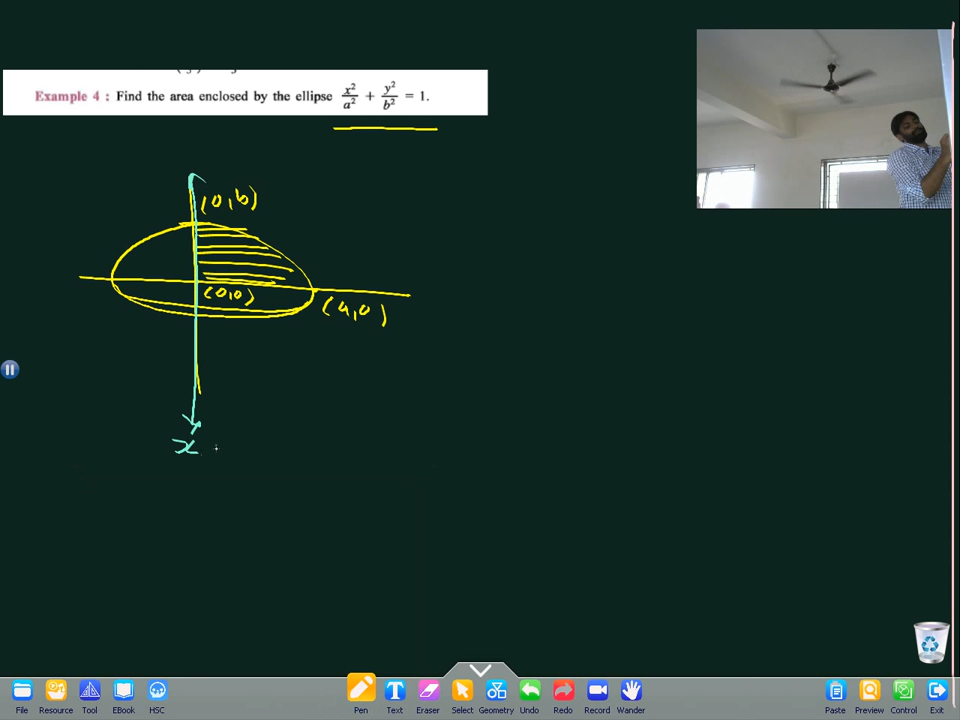 Example 4 : Find the area enclosed by the ellipse x²/a² + y²/b² = 1.
(0,b)
(0,0)
(a,0)
x
File Resource Tool EBook HSC Pen Text Eraser Select Geometry Undo Redo Record Wander Paste Preview Control Exit